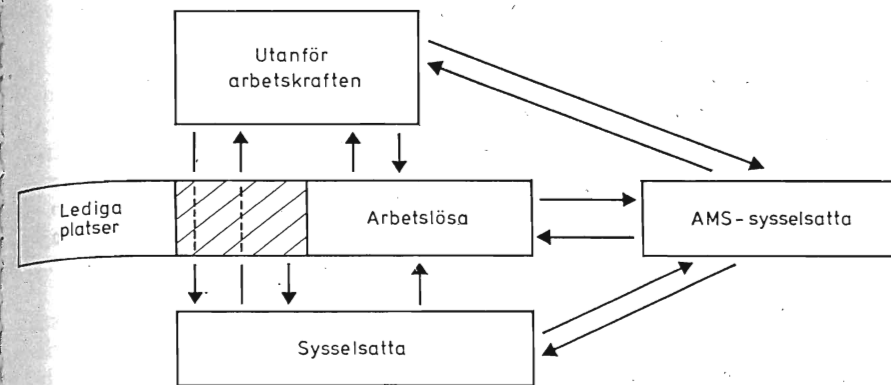 Utanför
arbetskraften
Lediga
platser
Arbetslösa
AMS-sysselsatta
Sysselsatta